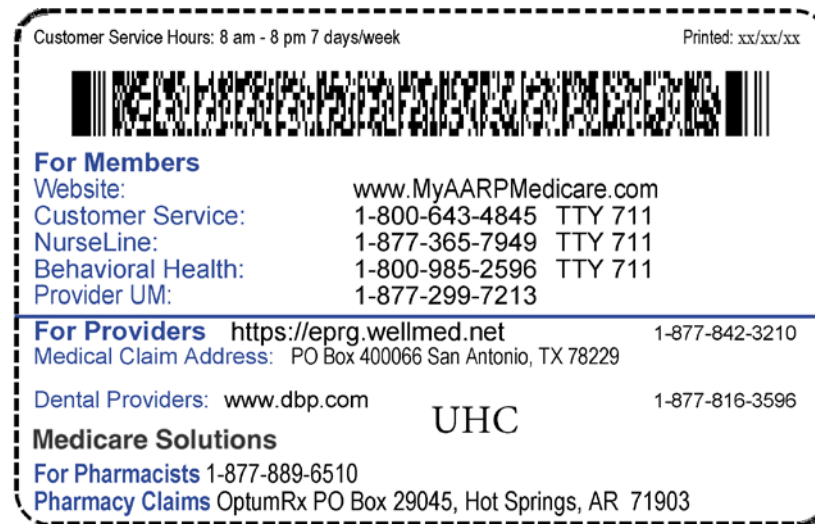 Customer Service Hours: 8 am - 8 pm 7 days/week Printed: xx/xx/xx
For Members
Website: www.MyAARPMedicare.com
Customer Service: 1-800-643-4845 TTY 711
NurseLine: 1-877-365-7949 TTY 711
Behavioral Health: 1-800-985-2596 TTY 711
Provider UM: 1-877-299-7213
For Providers https://eprg.wellmed.net 1-877-842-3210
Medical Claim Address: PO Box 400066 San Antonio, TX 78229
Dental Providers: www.dbp.com 1-877-816-3596
UHC
Medicare Solutions
For Pharmacists 1-877-889-6510
Pharmacy Claims OptumRx PO Box 29045, Hot Springs, AR 71903